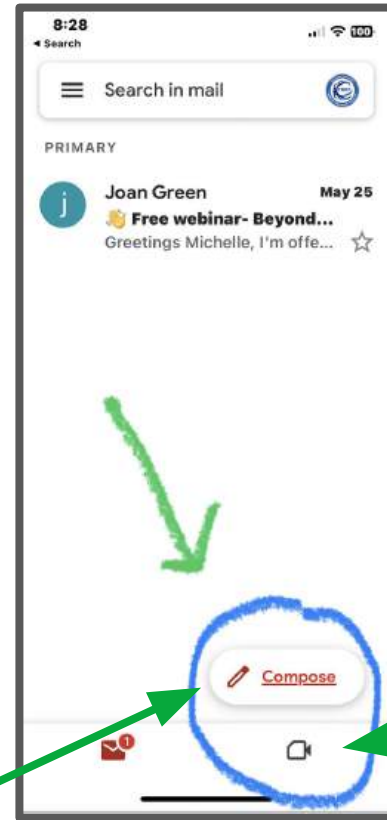 8:28
100
◂ Search
Search in mail
PRIMARY
j
Joan Green May 25
👋 Free webinar- Beyond...
Greetings Michelle, I'm offe...
Compose
1